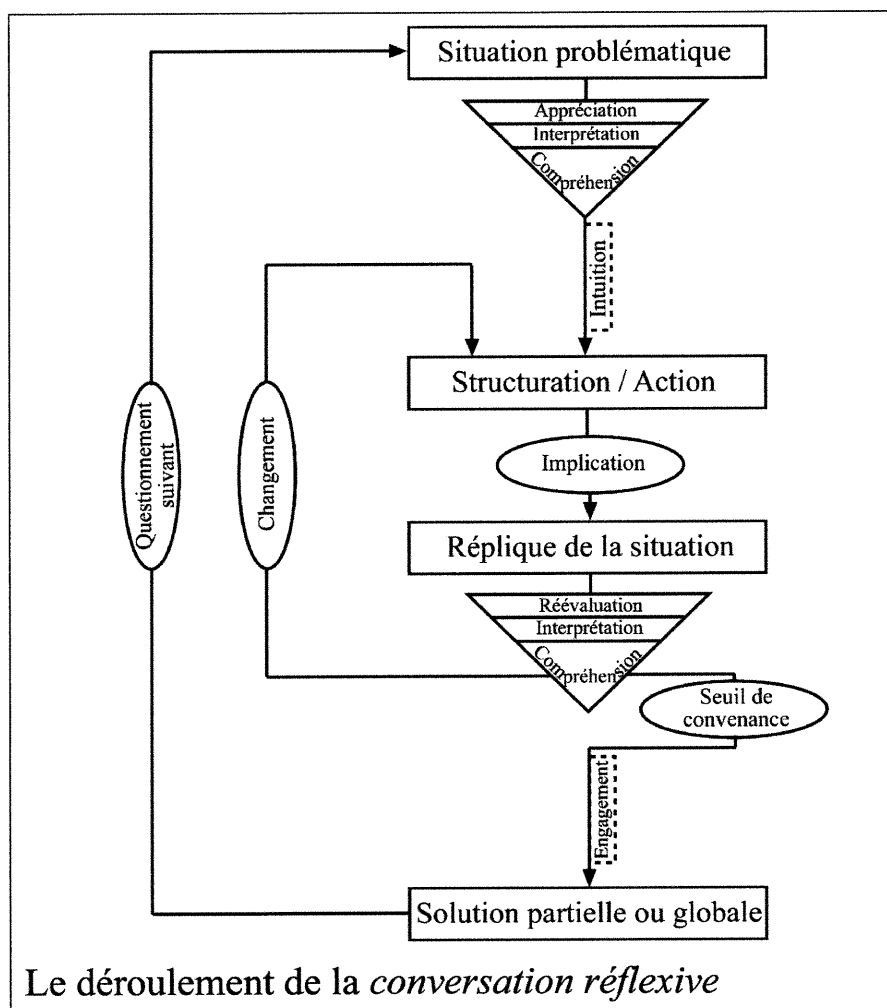 Situation problématique
Appréciation
Interprétation
Compréhension
Intuition
Structuration / Action
Questionnement
suivant
Changement
Implication
Réplique de la situation
Réévaluation
Interprétation
Compréhension
Seuil de
convenance
Engagement
Solution partielle ou globale
Le déroulement de la conversation réflexive